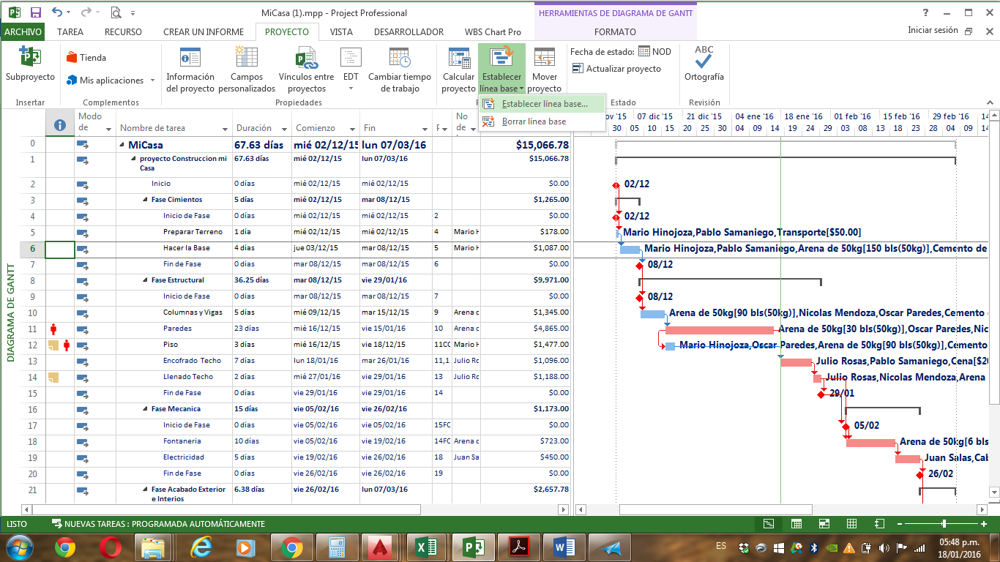 MiCasa (1).mpp - Project Professional
HERRAMIENTAS DE DIAGRAMA DE GANTT
ARCHIVO TAREA RECURSO CREAR UN INFORME PROYECTO VISTA DESARROLLADOR WBS Chart Pro FORMATO Iniciar sesión
Subproyecto
Tienda
Mis aplicaciones
Información del proyecto
Campos personalizados
Vínculos entre proyectos
EDT
Cambiar tiempo de trabajo
Calcular proyecto
Establecer línea base
Mover proyecto
Fecha de estado: NOD
Actualizar proyecto
ABC
Ortografía
Insertar Complementos Propiedades Estado Revisión
Establecer línea base...
Borrar línea base
Modo de Nombre de tarea Duración Comienzo Fin No de
ov '15 07 dic '15 21 dic '15 04 ene '16 18 ene '16 01 feb '16 15 feb '16 29 feb '16 14
30 05 10 15 20 25 30 04 09 14 19 24 29 03 08 13 18 23 28 04 09 14
0 MiCasa 67.63 días mié 02/12/15 lun 07/03/16 $15,066.78
1 proyecto Construccion mi Casa 67.63 días mié 02/12/15 lun 07/03/16 $15,066.78
2 Inicio 0 días mié 02/12/15 mié 02/12/15 $0.00 02/12
3 Fase Cimientos 5 días mié 02/12/15 mar 08/12/15 $1,265.00
4 Inicio de Fase 0 días mié 02/12/15 mié 02/12/15 2 $0.00 02/12
5 Preparar Terreno 1 día mié 02/12/15 mié 02/12/15 4 Mario H $178.00 Mario Hinojoza,Pablo Samaniego,Transporte[$50.00]
6 Hacer la Base 4 días jue 03/12/15 mar 08/12/15 5 Mario H $1,087.00 Mario Hinojoza,Pablo Samaniego,Arena de 50kg[150 bls(50kg)],Cemento de
7 Fin de Fase 0 días mar 08/12/15 mar 08/12/15 6 $0.00 08/12
8 Fase Estructural 36.25 días mar 08/12/15 vie 29/01/16 $9,971.00
9 Inicio de Fase 0 días mar 08/12/15 mar 08/12/15 7 $0.00 08/12
10 Columnas y Vigas 5 días mié 09/12/15 mar 15/12/15 9 Arena c $1,345.00 Arena de 50kg[90 bls(50kg)],Nicolas Mendoza,Oscar Paredes,Cemento
11 Paredes 23 días mié 16/12/15 vie 15/01/16 10 Arena c $4,865.00 Arena de 50kg[30 bls(50kg)],Oscar Paredes,Nic
12 Piso 3 días mié 16/12/15 vie 18/12/15 11CC Mario H $1,477.00 Mario Hinojoza,Oscar Paredes,Arena de 50kg[90 bls(50kg)],Cemento
13 Encofrado Techo 7 días lun 18/01/16 mar 26/01/16 11,1 Julio Ro $1,096.00 Julio Rosas,Pablo Samaniego,Cena[$20
14 Llenado Techo 2 días mié 27/01/16 vie 29/01/16 13 Julio Ro $1,188.00 Julio Rosas,Nicolas Mendoza,Arena
15 Fin de Fase 0 días vie 29/01/16 vie 29/01/16 14 $0.00 29/01
16 Fase Mecanica 15 días vie 05/02/16 vie 26/02/16 $1,173.00
17 Inicio de Fase 0 días vie 05/02/16 vie 05/02/16 15FC $0.00 05/02
18 Fontaneria 10 días vie 05/02/16 vie 19/02/16 14FC Arena c $723.00 Arena de 50kg[6 bls
19 Electricidad 5 días vie 19/02/16 vie 26/02/16 18 Juan Sa $450.00 Juan Salas,Cab
20 Fin de Fase 0 días vie 26/02/16 vie 26/02/16 19 $0.00 26/02
21 Fase Acabado Exterior e Interios 6.38 días vie 26/02/16 lun 07/03/16 $2,657.78
DIAGRAMA DE GANTT
LISTO NUEVAS TAREAS : PROGRAMADA AUTOMÁTICAMENTE
ES 05:48 p.m.
18/01/2016